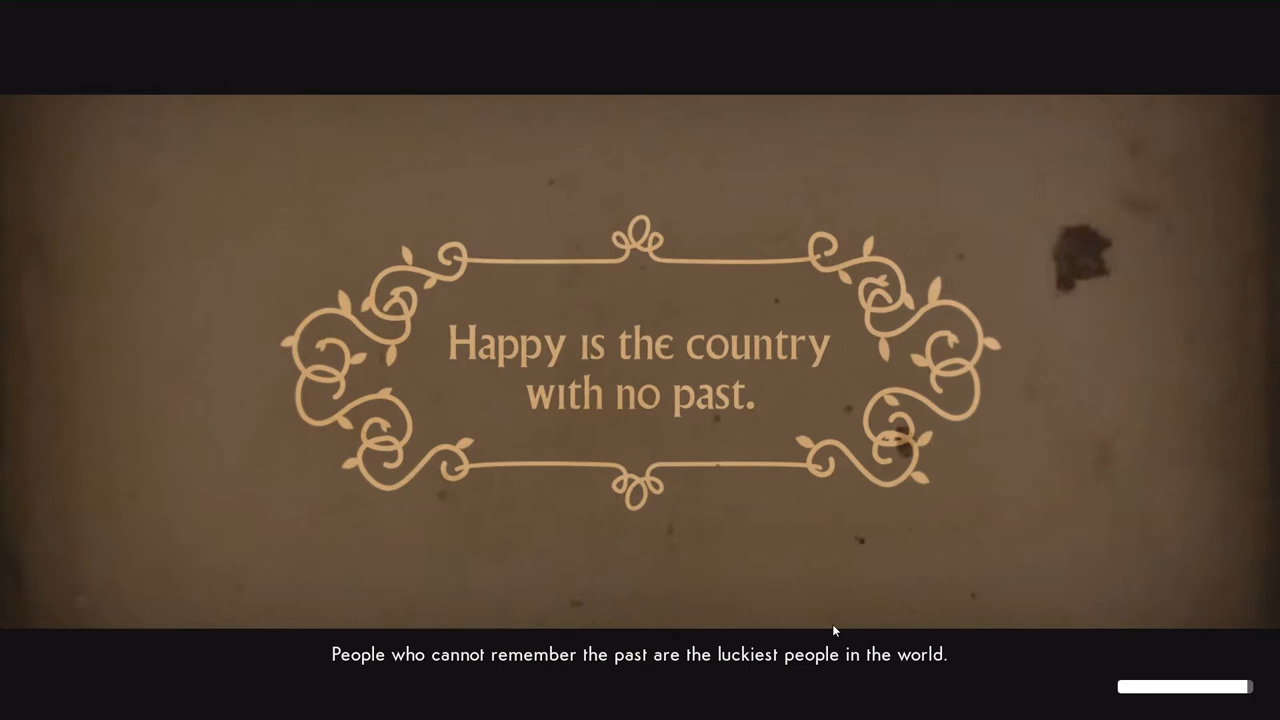 Happy is the country
with no past.
People who cannot remember the past are the luckiest people in the world.